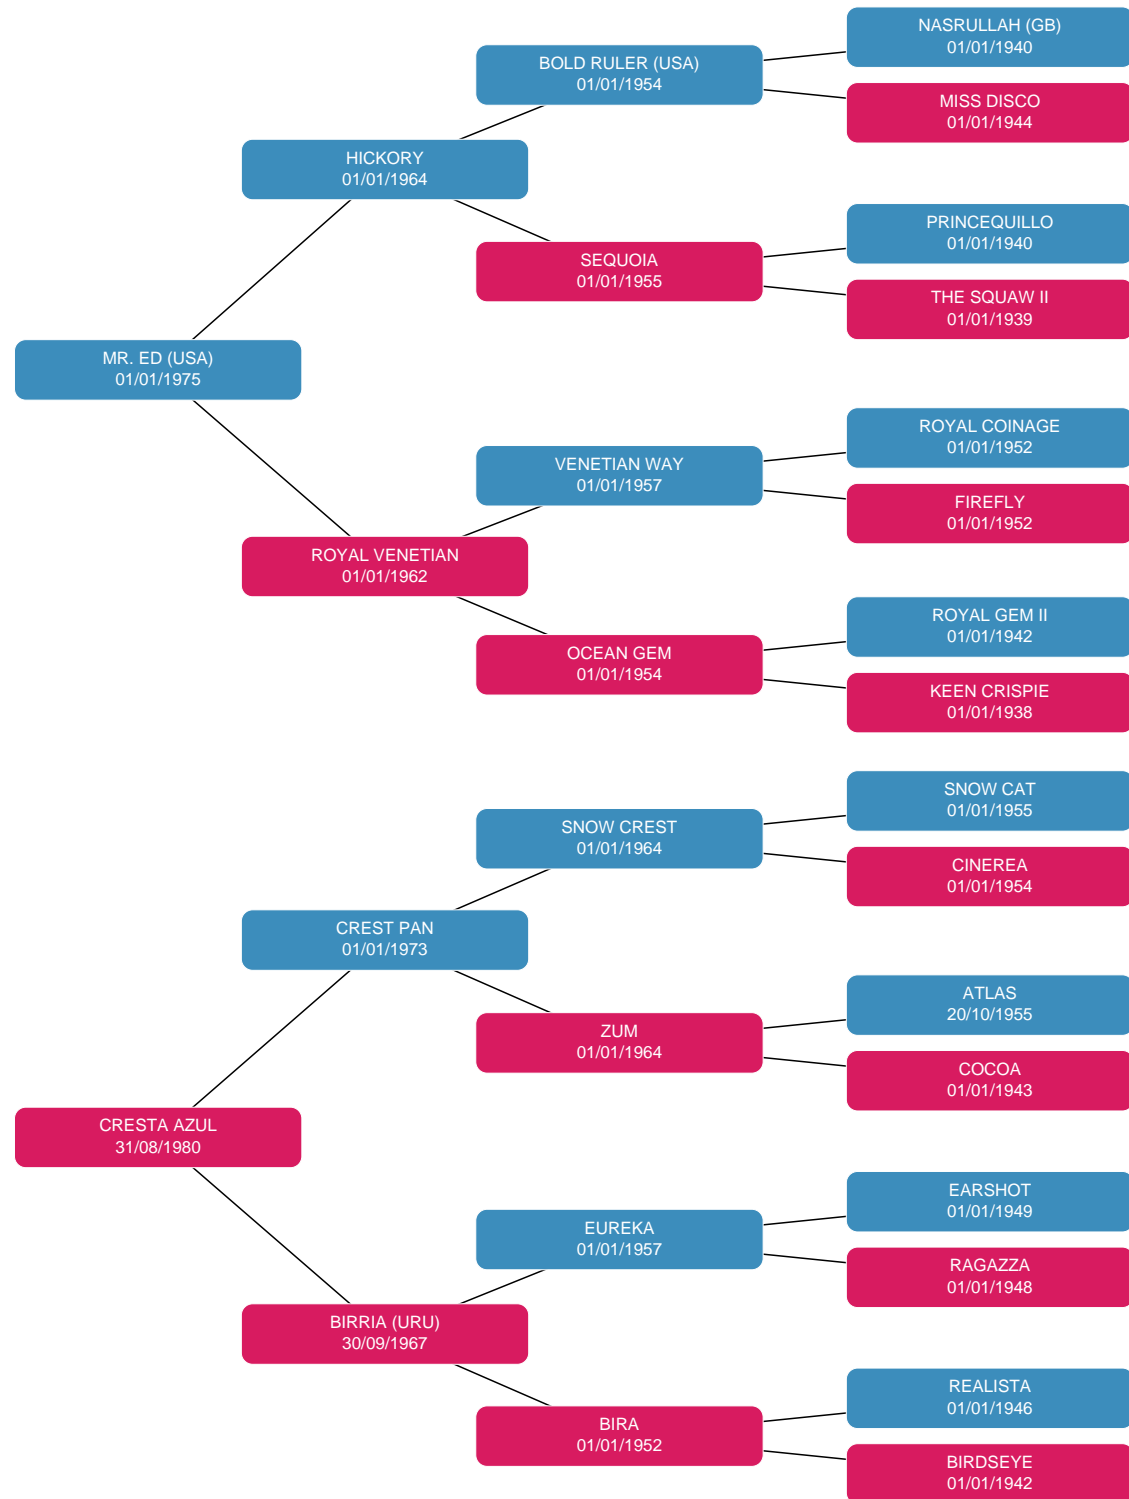 NASRULLAH (GB)
01/01/1940
BOLD RULER (USA)
01/01/1954
MISS DISCO
01/01/1944
HICKORY
01/01/1964
PRINCEQUILLO
01/01/1940
SEQUOIA
01/01/1955
THE SQUAW II
01/01/1939
MR. ED (USA)
01/01/1975
ROYAL COINAGE
01/01/1952
VENETIAN WAY
01/01/1957
FIREFLY
01/01/1952
ROYAL VENETIAN
01/01/1962
ROYAL GEM II
01/01/1942
OCEAN GEM
01/01/1954
KEEN CRISPIE
01/01/1938
SNOW CAT
01/01/1955
SNOW CREST
01/01/1964
CINEREA
01/01/1954
CREST PAN
01/01/1973
ATLAS
20/10/1955
ZUM
01/01/1964
COCOA
01/01/1943
CRESTA AZUL
31/08/1980
EARSHOT
01/01/1949
EUREKA
01/01/1957
RAGAZZA
01/01/1948
BIRRIA (URU)
30/09/1967
REALISTA
01/01/1946
BIRA
01/01/1952
BIRDSEYE
01/01/1942